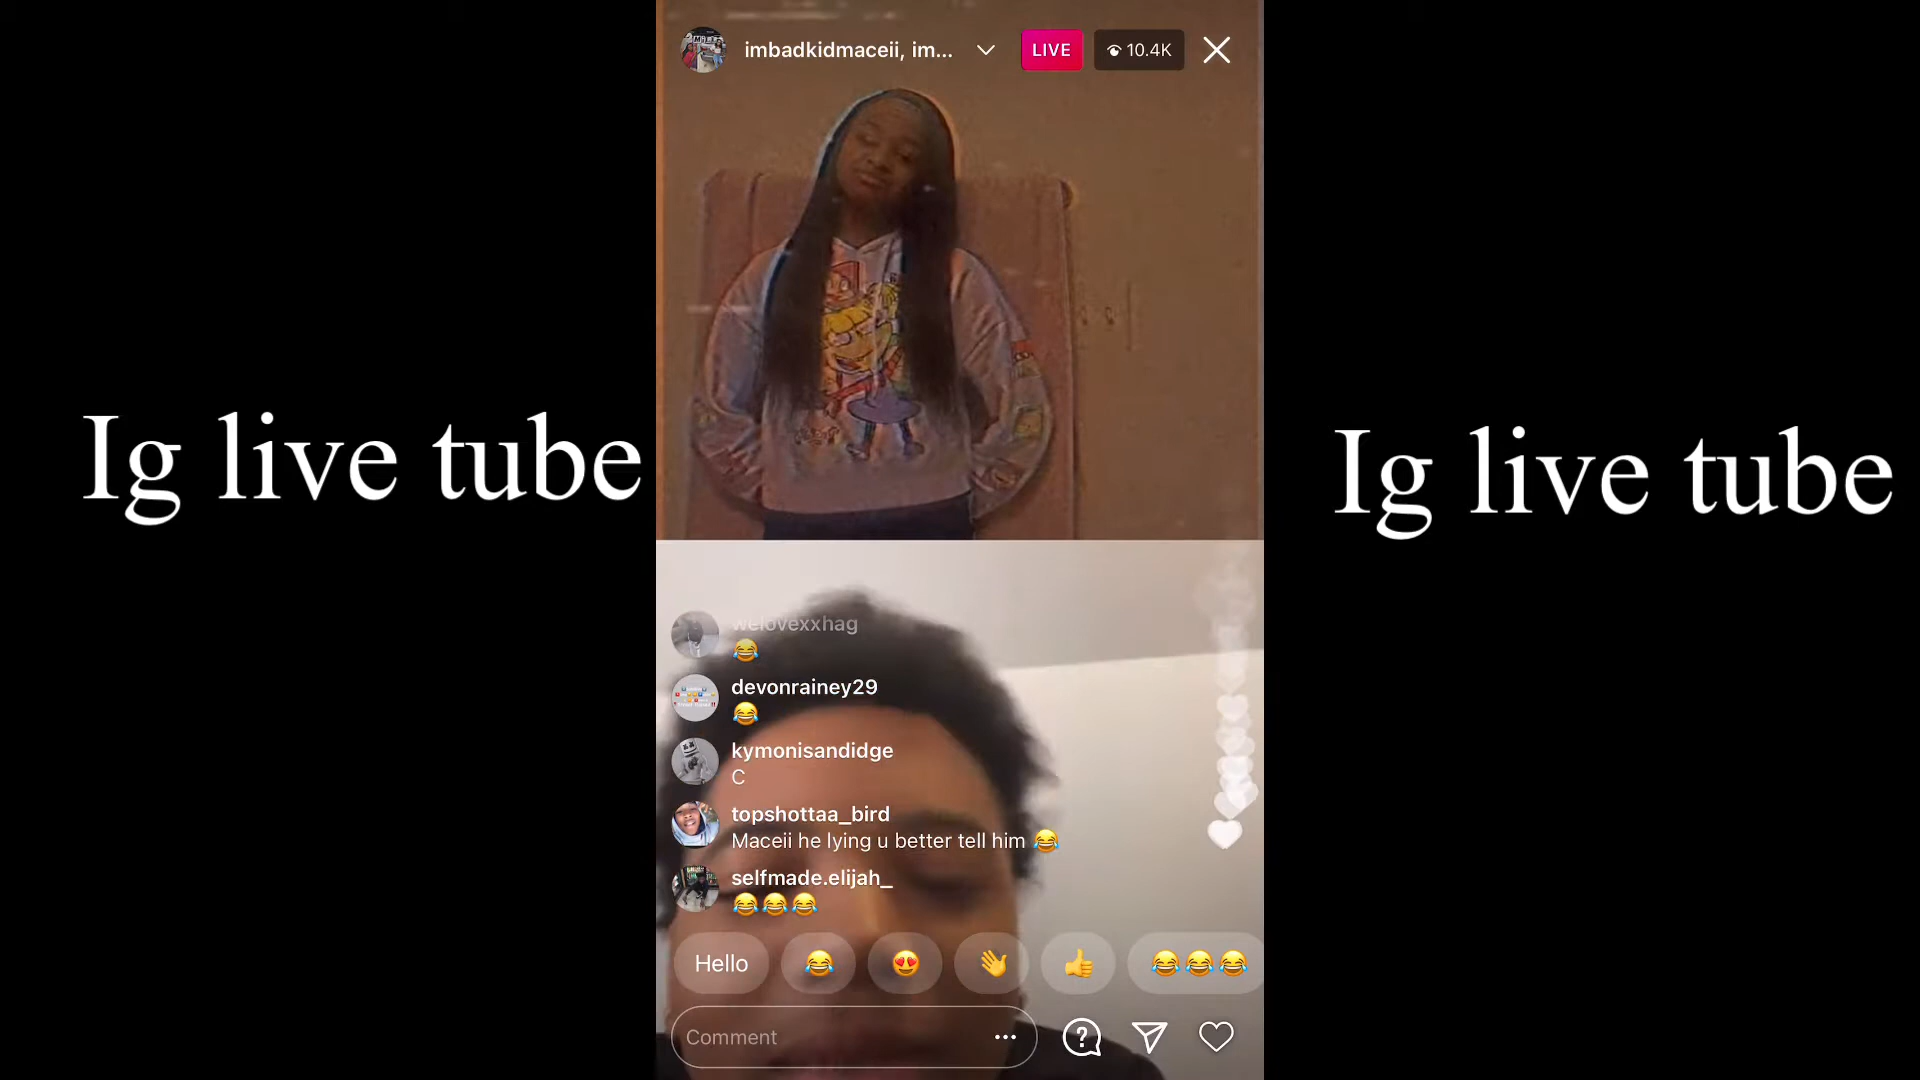 imbadkidmaceii, im...
LIVE
10.4K
Ig live tube
Ig live tube
welovexxhag
😂
devonrainey29
😂
kymonisandidge
C
topshottaa_bird
Maceii he lying u better tell him 😂
selfmade.elijah_
😂😂😂
Hello 😂 😍 👋 👍 😂😂😂
Comment